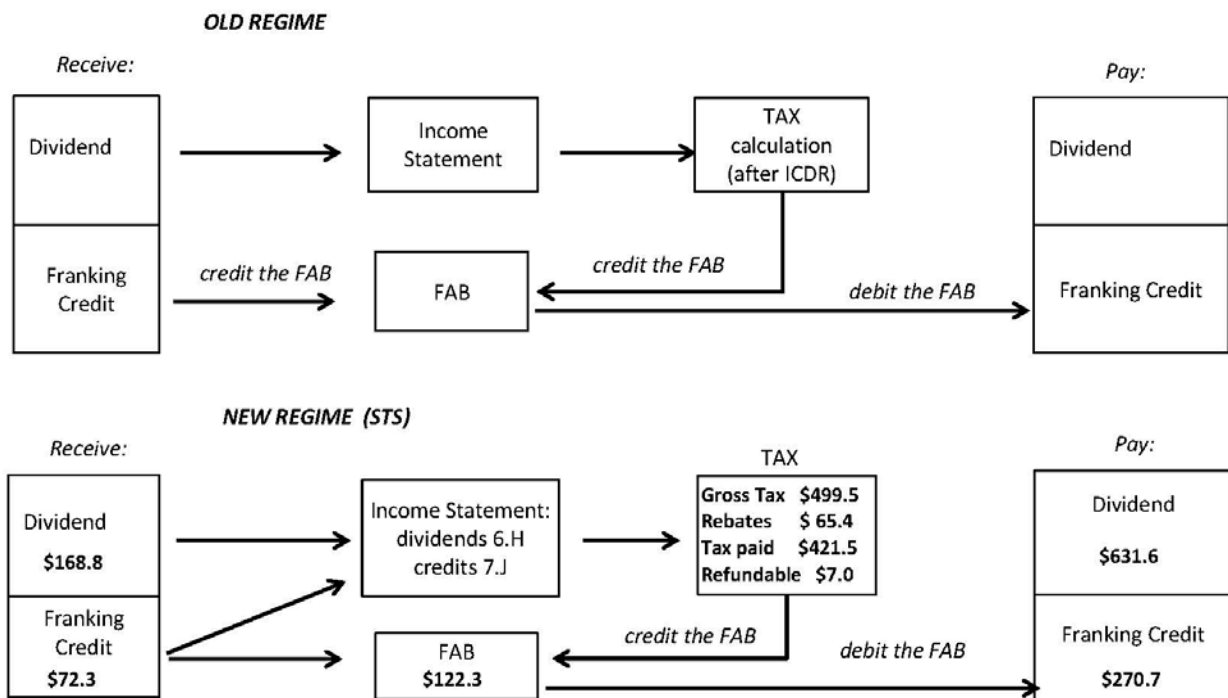 OLD REGIME
Receive:
Pay:
Dividend
Income
Statement
TAX
calculation
(after ICDR)
Dividend
Franking
Credit
credit the FAB
FAB
credit the FAB
debit the FAB
Franking Credit
NEW REGIME (STS)
Receive:
TAX
Pay:
Dividend
$168.8
Income Statement:
dividends 6.H
credits 7.J
Gross Tax $499.5
Rebates $ 65.4
Tax paid $421.5
Refundable $7.0
Dividend
$631.6
Franking
Credit
$72.3
FAB
$122.3
credit the FAB
debit the FAB
Franking Credit
$270.7